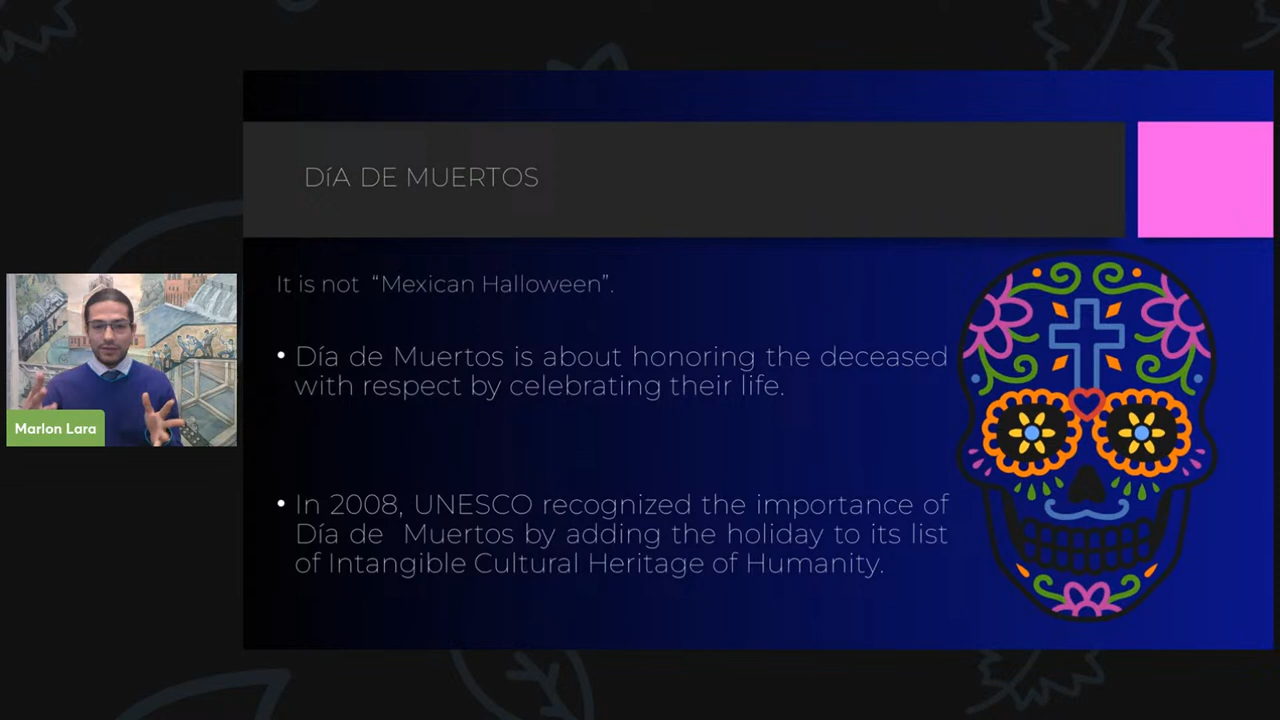 DíA DE MUERTOS
It is not “Mexican Halloween”.
• Día de Muertos is about honoring the deceased
with respect by celebrating their life.
Marlon Lara
• In 2008, UNESCO recognized the importance of
Día de Muertos by adding the holiday to its list
of Intangible Cultural Heritage of Humanity.